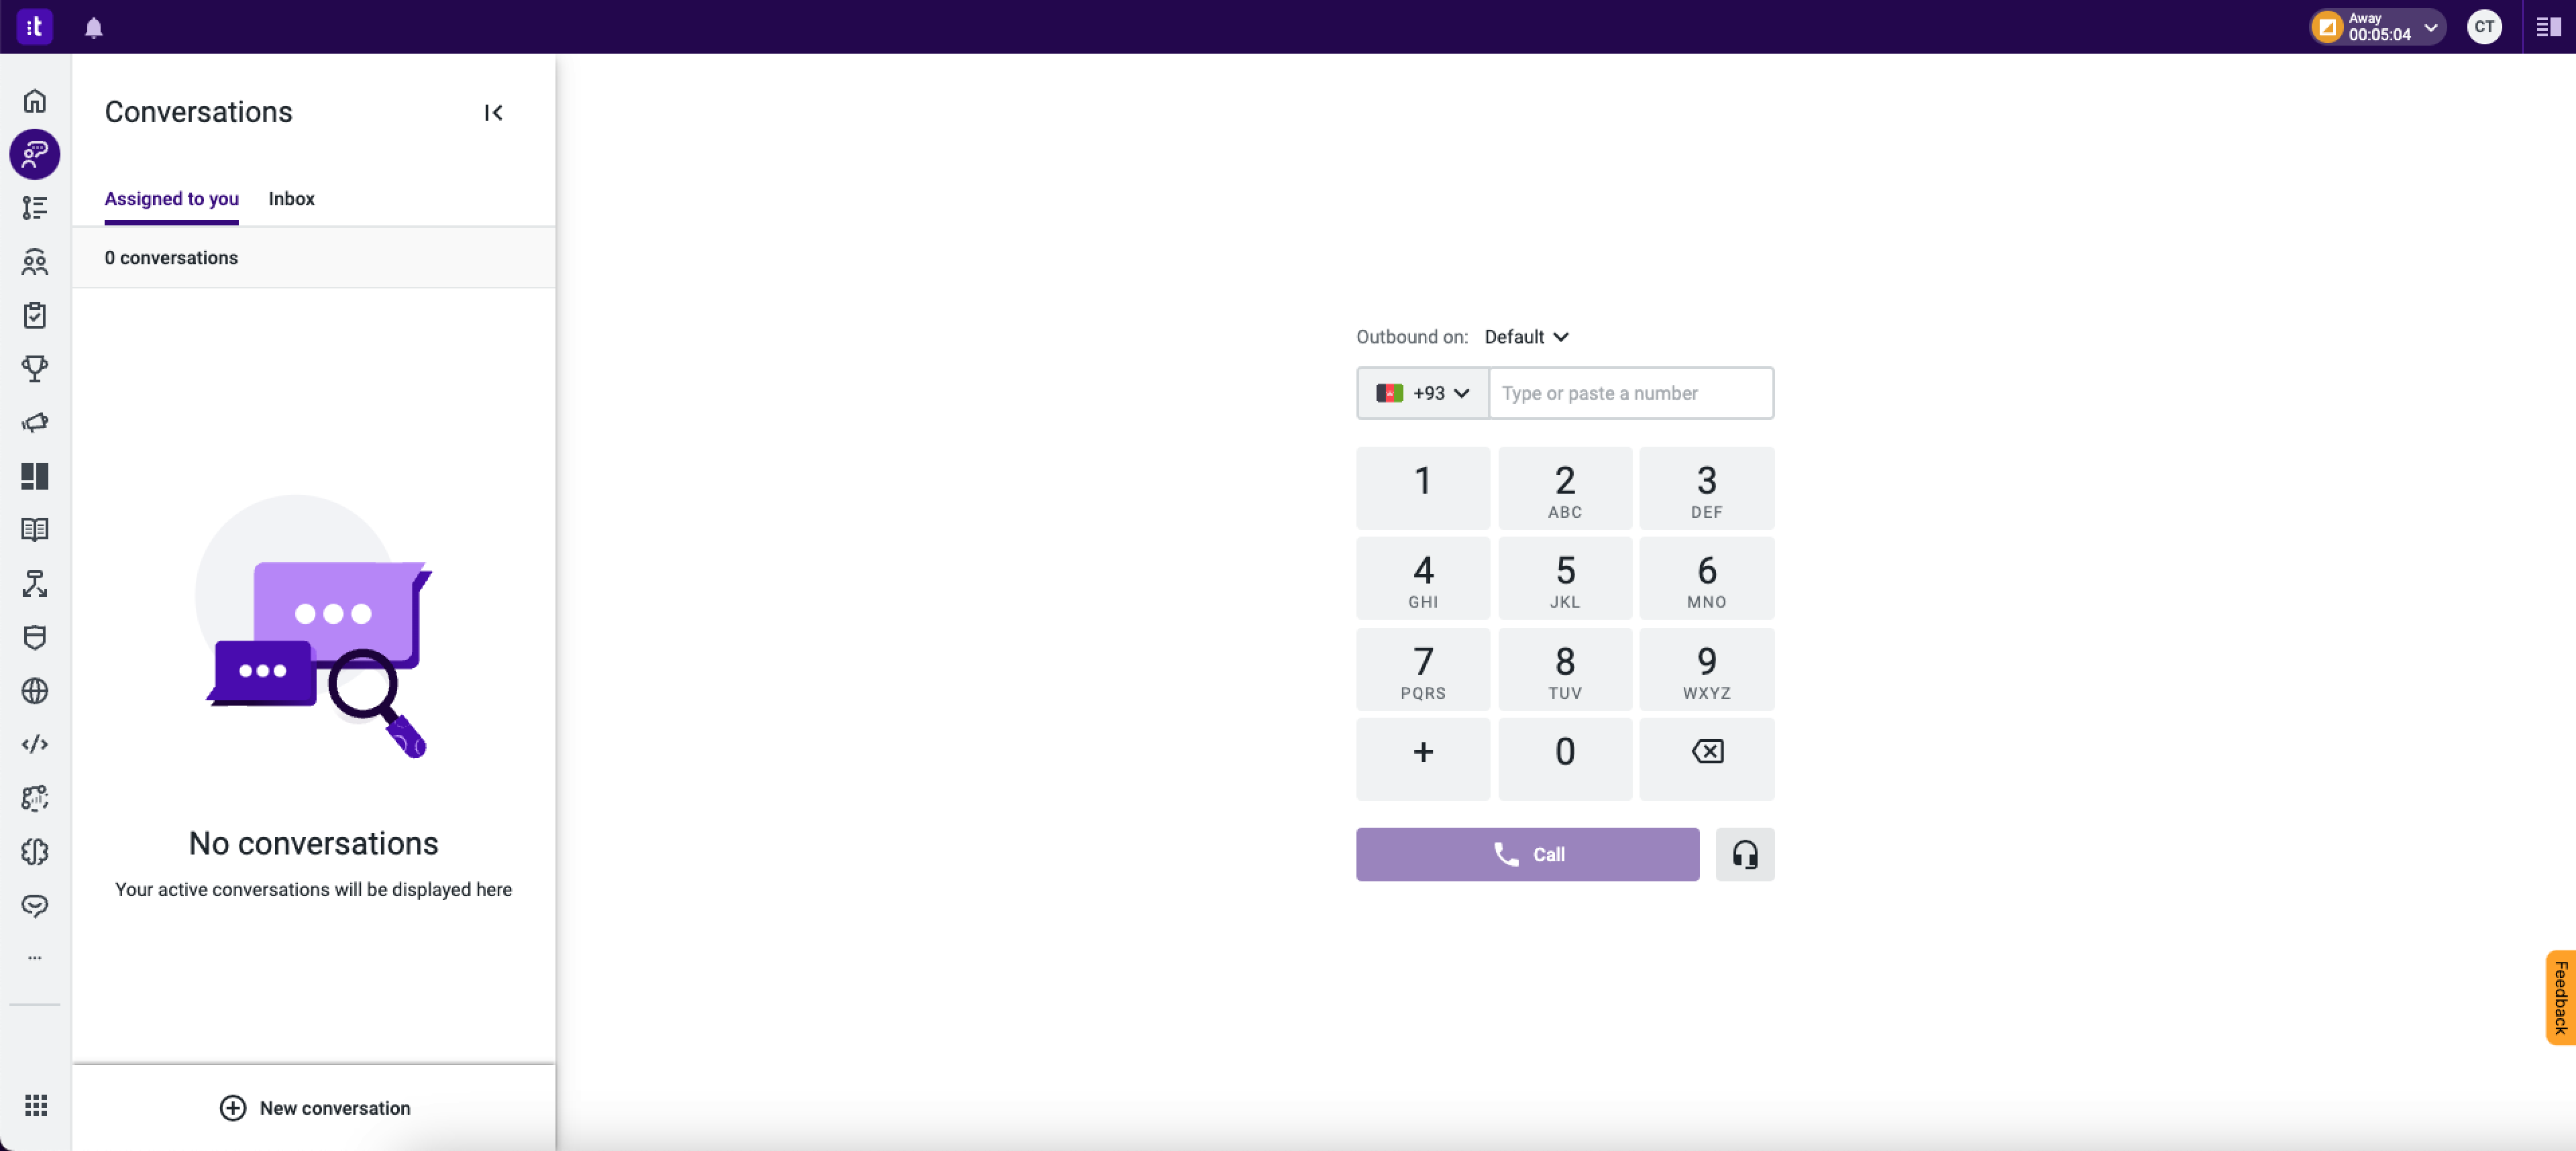 :t
Away
00:05:04
CT
Conversations
Assigned to you
Inbox
0 conversations
No conversations
Your active conversations will be displayed here
New conversation
Outbound on: Default
+93
Type or paste a number
1
2
ABC
3
DEF
4
GHI
5
JKL
6
MNO
7
PQRS
8
TUV
9
WXYZ
+
0
Call
Feedback